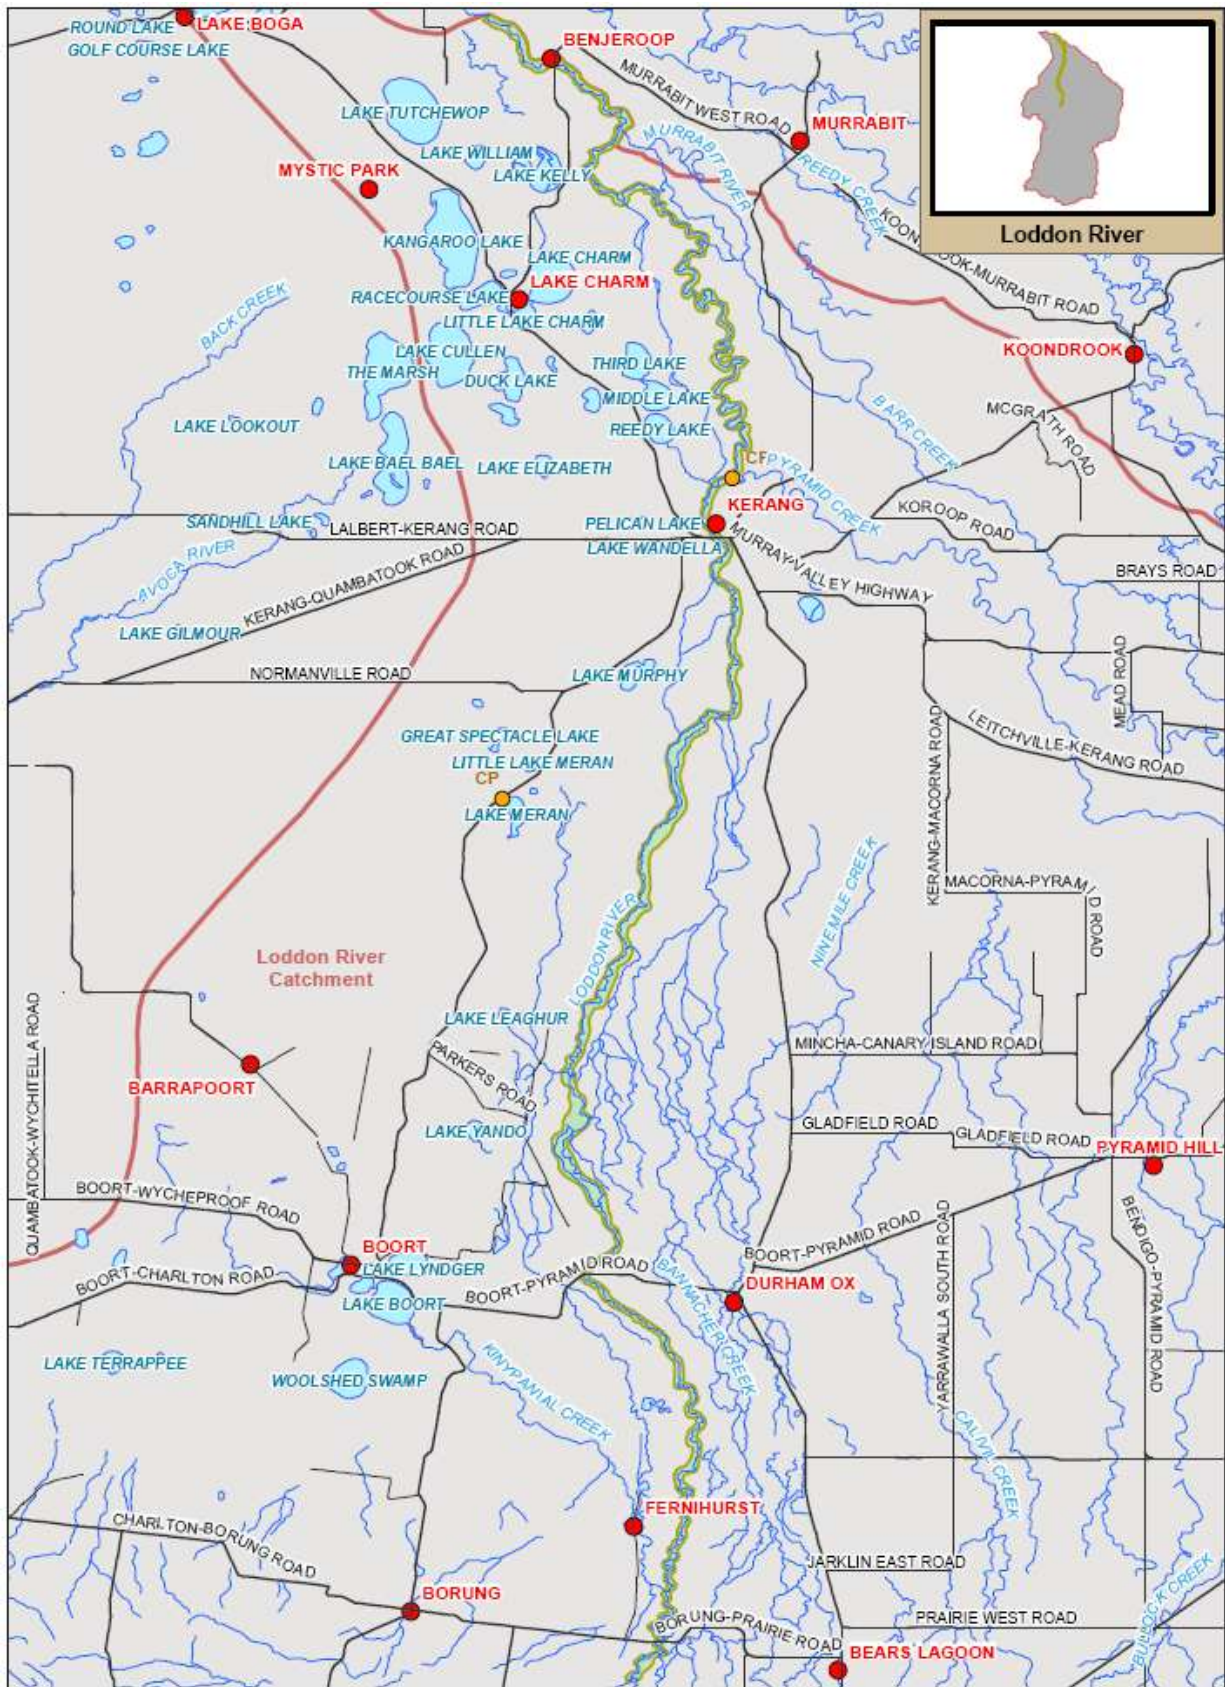 ROUND LAKE
LAKE BOGA
GOLF COURSE LAKE
BENJEROOP
MURRABIT WEST ROAD
LAKE TUTCHEWOP
MURRABIT
MURRABIT RIVER
REEDY CREEK
LAKE WILLIAM
LAKE KELLY
MYSTIC PARK
Loddon River
KANGAROO LAKE
LAKE CHARM
LAKE CHARM
RACECOURSE LAKE
LITTLE LAKE CHARM
KOONDROOK-MURRABIT ROAD
BACK CREEK
KOONDROOK
LAKE CULLEN
THE MARSH
DUCK LAKE
THIRD LAKE
MIDDLE LAKE
REEDY LAKE
BARR CREEK
MCGRATH ROAD
LAKE LOOKOUT
LAKE BAEL BAEL
LAKE ELIZABETH
CP
PYRAMID CREEK
KERANG
KOROOP ROAD
SANDHILL LAKE
LALBERT-KERANG ROAD
PELICAN LAKE
LAKE WANDELLA
MURRAY VALLEY HIGHWAY
BRAYS ROAD
AVOCA RIVER
KERANG-QUAMBATOOK ROAD
LAKE GILMOUR
NORMANVILLE ROAD
LAKE MURPHY
MEAD ROAD
KERANG-MACORNA ROAD
LEITCHVILLE-KERANG ROAD
GREAT SPECTACLE LAKE
LITTLE LAKE MERAN
CP
LAKE MERAN
NINE MILE CREEK
MACORNA-PYRAMID ROAD
LODDON RIVER
Loddon River
Catchment
QUAMBATOOK-WYCHITELLA ROAD
LAKE LEAGHUR
PARKERS ROAD
MINCHA-CANARY ISLAND ROAD
BARRAPOORT
LAKE YANDO
GLADFIELD ROAD
GLADFIELD ROAD
PYRAMID HILL
BOORT-WYCHEPROOF ROAD
BOORT-PYRAMID ROAD
YARRAWALLA SOUTH ROAD
BENDIGO-PYRAMID ROAD
BOORT
LAKE LYNDGER
BOORT-CHARLTON ROAD
BOORT-PYRAMID ROAD
BANNACHER CREEK
DURHAM OX
LAKE BOORT
LAKE TERRAPPEE
WOOLSHED SWAMP
KINYPANIAL CREEK
CALIVIL CREEK
FERNIHURST
CHARLTON-BORUNG ROAD
JARKLIN EAST ROAD
BORUNG
BORUNG-PRAIRIE ROAD
PRAIRIE WEST ROAD
BULLOCK CREEK
BEARS LAGOON